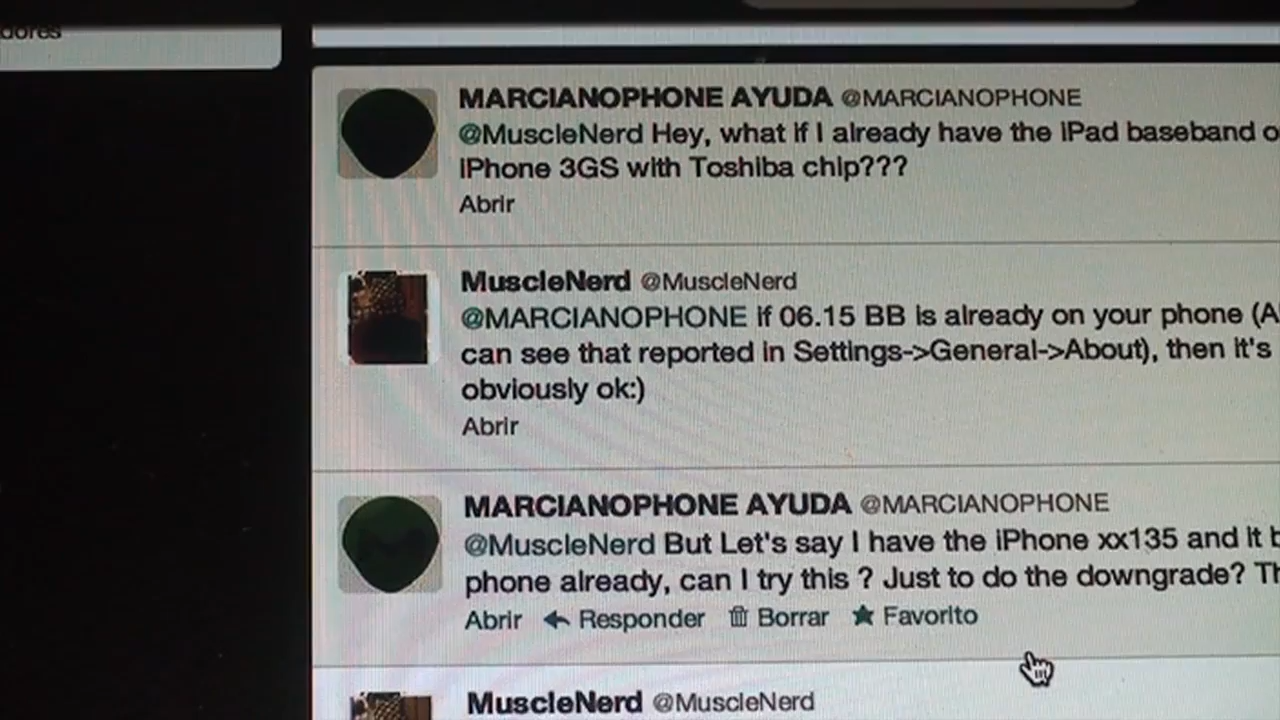 dores
MARCIANOPHONE AYUDA @MARCIANOPHONE
@MuscleNerd Hey, what if I already have the iPad baseband o
iPhone 3GS with Toshiba chip???
Abrir
MuscleNerd @MuscleNerd
@MARCIANOPHONE if 06.15 BB is already on your phone (A
can see that reported in Settings->General->About), then it's
obviously ok:)
Abrir
MARCIANOPHONE AYUDA @MARCIANOPHONE
@MuscleNerd But Let's say I have the iPhone xx135 and it b
phone already, can I try this ? Just to do the downgrade? Th
Abrir Responder Borrar Favorito
MuscleNerd @MuscleNerd